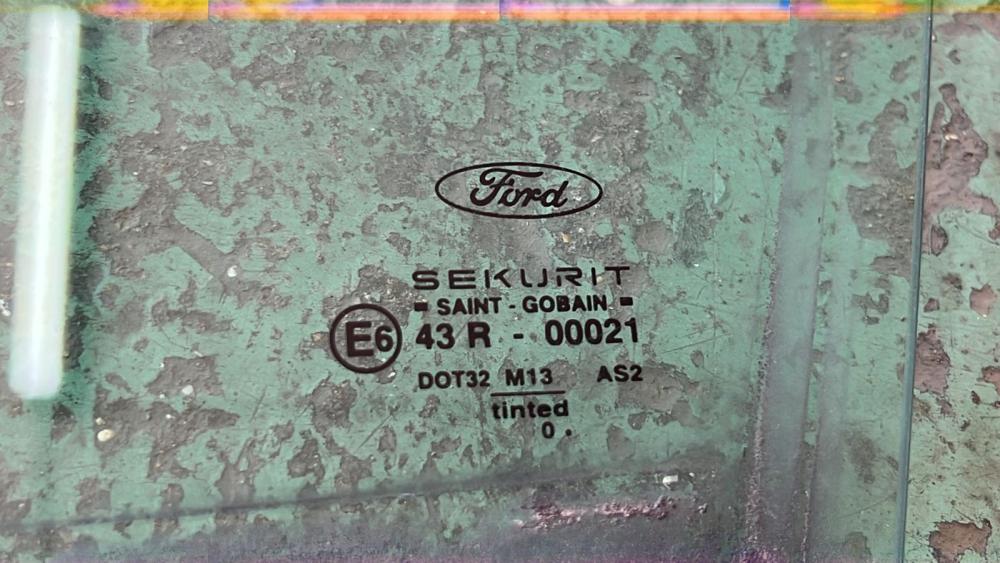 Ford
SEKURIT
SAINT - GOBAIN
E6 43 R - 00021
DOT32 M13 AS2
tinted
0 .